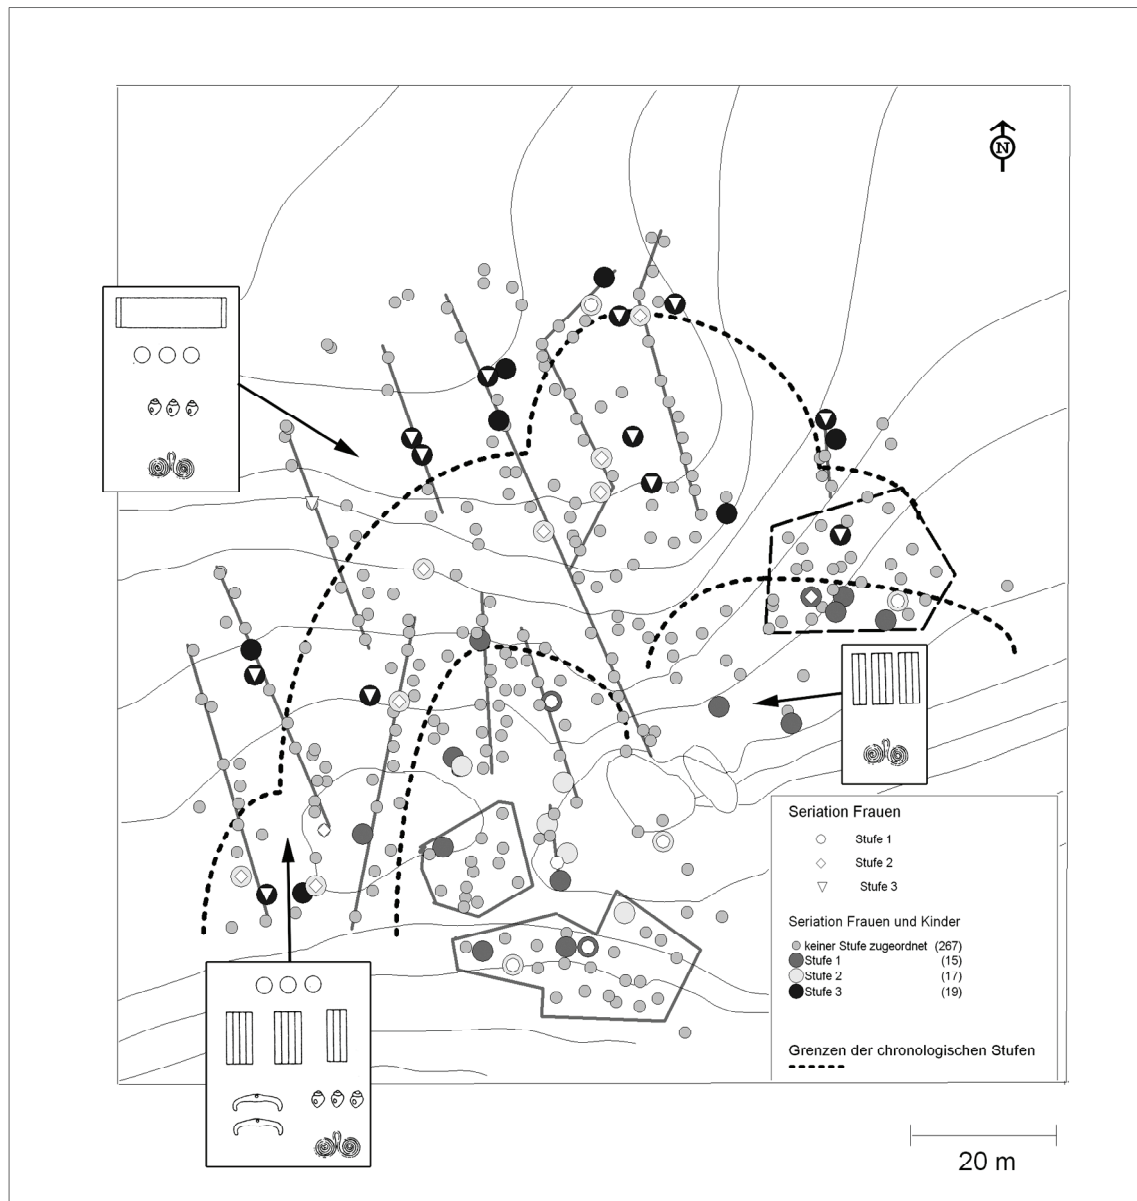 N
Seriation Frauen
Stufe 1
Stufe 2
Stufe 3
Seriation Frauen und Kinder
keiner Stufe zugeordnet (267)
Stufe 1 (15)
Stufe 2 (17)
Stufe 3 (19)
Grenzen der chronologischen Stufen
20 m